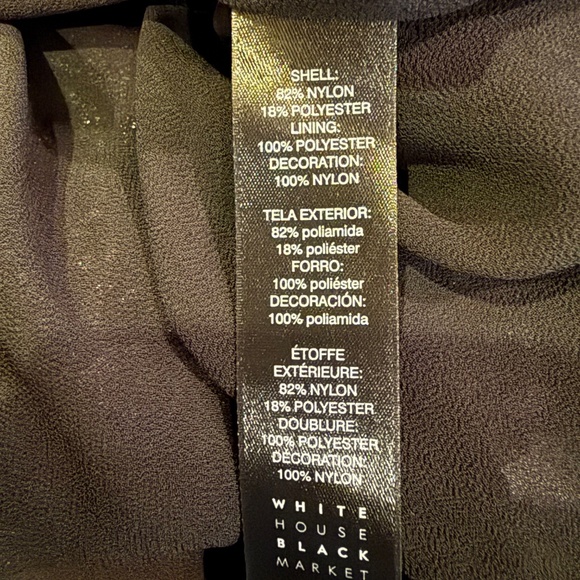 SHELL:
82% NYLON
18% POLYESTER
LINING:
100% POLYESTER
DECORATION:
100% NYLON
TELA EXTERIOR:
82% poliamida
18% poliéster
FORRO:
100% poliéster
DECORACIÓN:
100% poliamida
ÉTOFFE
EXTÉRIEURE:
82% NYLON
18% POLYESTER
DOUBLURE:
100% POLYESTER
DÉCORATION:
100% NYLON
WHITE
HOUSE
BLACK
MARKET